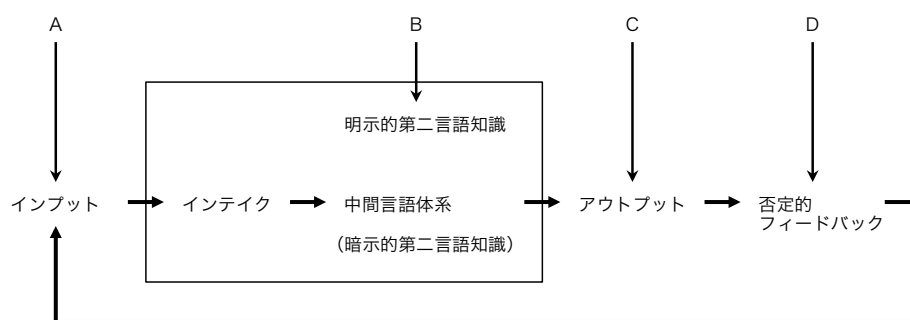 A
B
C
D
明示的第二言語知識
インプット
インテイク
中間言語体系
アウトプット
否定的
フィードバック
（暗示的第二言語知識）